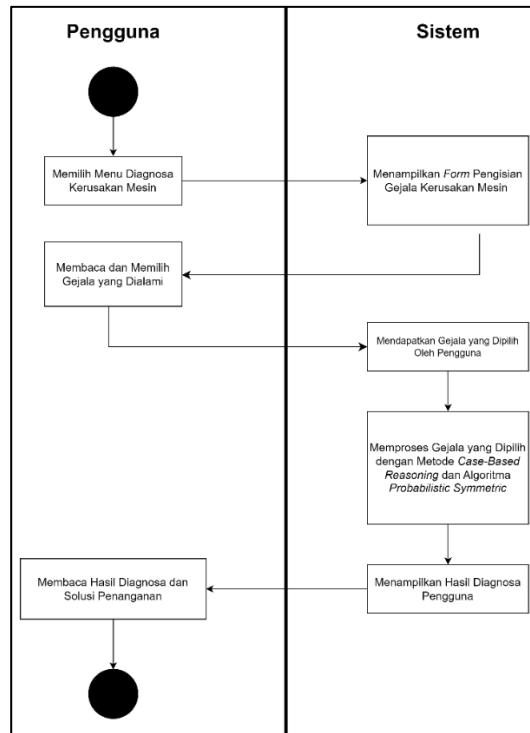 Pengguna
Sistem
Memilih Menu Diagnosa
Kerusakan Mesin
Menampilkan Form Pengisian
Gejala Kerusakan Mesin
Membaca dan Memilih
Gejala yang Dialami
Mendapatkan Gejala yang Dipilih
Oleh Pengguna
Memproses Gejala yang Dipilih
dengan Metode Case-Based
Reasoning dan Algoritma
Probabilistic Symmetric
Menampilkan Hasil Diagnosa
Pengguna
Membaca Hasil Diagnosa dan
Solusi Penanganan